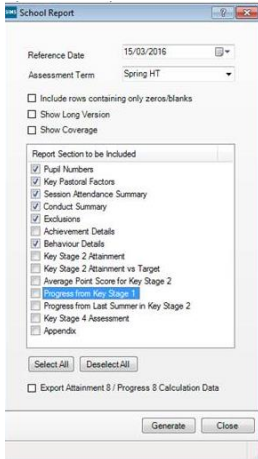 SIMS School Report
Reference Date 15/03/2016
Assessment Term Spring HT
Include rows containing only zeros/blanks
Show Long Version
Show Coverage
Report Section to be Included
Pupil Numbers
Key Pastoral Factors
Session Attendance Summary
Conduct Summary
Exclusions
Achievement Details
Behaviour Details
Key Stage 2 Attainment
Key Stage 2 Attainment vs Target
Average Point Score for Key Stage 2
Progress from Key Stage 1
Progress from Last Summer in Key Stage 2
Key Stage 4 Assessment
Appendix
Select All Deselect All
Export Attainment 8 / Progress 8 Calculation Data
Generate Close